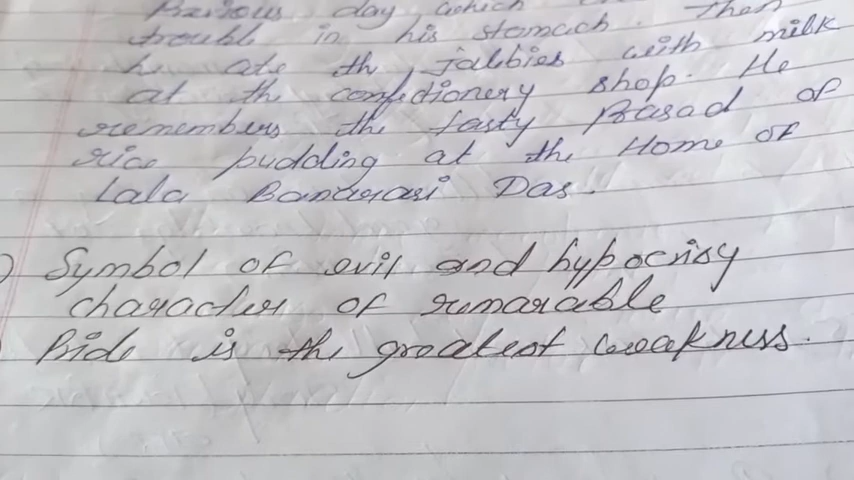 Previous day which Then
trouble in his stomach.
he ate the jalebies with milk
at the confectionery shop. He
remembers the tasty Prasad of
rice pudding at the Home of
Lala Banarasi Das.
Symbol of evil and hypocrisy
character of remarable
Pride is the greatest weakness.